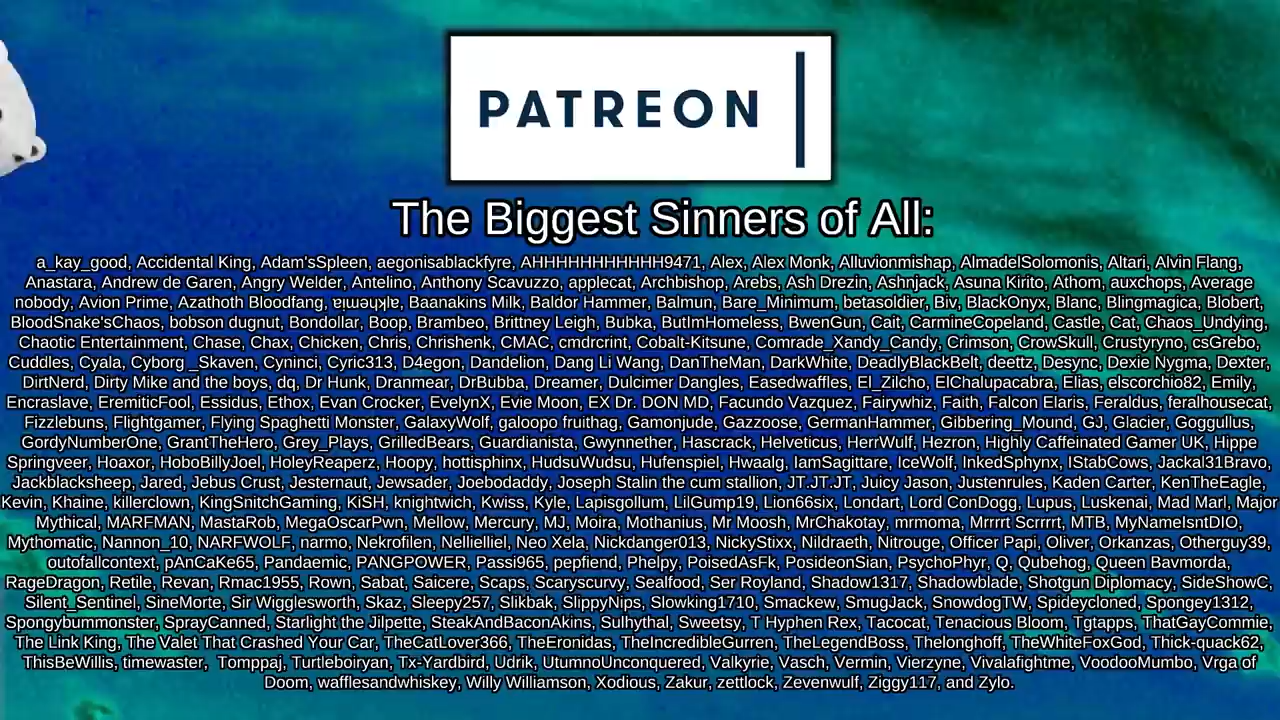 PATREON
The Biggest Sinners of All:
a_kay_good, Accidental King, Adam'sSpleen, aegonisablackfyre, AHHHHHHHHHHHH9471, Alex, Alex Monk, Alluvionmishap, AlmadelSolomonis, Altari, Alvin Flang,
Anastara, Andrew de Garen, Angry Welder, Antelino, Anthony Scavuzzo, applecat, Archbishop, Arebs, Ash Drezin, Ashnjack, Asuna Kirito, Athom, auxchops, Average
nobody, Avion Prime, Azathoth Bloodfang, Baanakins Milk, Baldor Hammer, Balmun, Bare_Minimum, betasoldier, Biv, BlackOnyx, Blanc, Blingmagica, Blobert,
BloodSnake'sChaos, bobson dugnut, Bondollar, Boop, Brambeo, Brittney Leigh, Bubka, ButImHomeless, BwenGun, Cait, CarmineCopeland, Castle, Cat, Chaos_Undying,
Chaotic Entertainment, Chase, Chax, Chicken, Chris, Chrishenk, CMAC, cmdrcrint, Cobalt-Kitsune, Comrade_Xandy_Candy, Crimson, CrowSkull, Crustyryno, csGrebo,
Cuddles, Cyala, Cyborg _Skaven, Cyninci, Cyric313, D4egon, Dandelion, Dang Li Wang, DanTheMan, DarkWhite, DeadlyBlackBelt, deettz, Desync, Dexie Nygma, Dexter,
DirtNerd, Dirty Mike and the boys, dq, Dr Hunk, Dranmear, DrBubba, Dreamer, Dulcimer Dangles, Easedwaffles, El_Zilcho, ElChalupacabra, Elias, elscorchio82, Emily,
Encraslave, EremiticFool, Essidus, Ethox, Evan Crocker, EvelynX, Evie Moon, EX Dr. DON MD, Facundo Vazquez, Fairywhiz, Faith, Falcon Elaris, Feraldus, feralhousecat,
Fizzlebuns, Flightgamer, Flying Spaghetti Monster, GalaxyWolf, galoopo fruithag, Gamonjude, Gazzoose, GermanHammer, Gibbering_Mound, GJ, Glacier, Goggullus,
GordyNumberOne, GrantTheHero, Grey_Plays, GrilledBears, Guardianista, Gwynnether, Hascrack, Helveticus, HerrWulf, Hezron, Highly Caffeinated Gamer UK, Hippe
Springveer, Hoaxor, HoboBillyJoel, HoleyReaperz, Hoopy, hottisphinx, HudsuWudsu, Hufenspiel, Hwaalg, IamSagittare, IceWolf, InkedSphynx, IStabCows, Jackal31Bravo,
Jackblacksheep, Jared, Jebus Crust, Jesternaut, Jewsader, Joebodaddy, Joseph Stalin the cum stallion, JT.JT.JT, Juicy Jason, Justenrules, Kaden Carter, KenTheEagle,
Kevin, Khaine, killerclown, KingSnitchGaming, KiSH, knightwich, Kwiss, Kyle, Lapisgollum, LilGump19, Lion66six, Londart, Lord ConDogg, Lupus, Luskenai, Mad Marl, Major
Mythical, MARFMAN, MastaRob, MegaOscarPwn, Mellow, Mercury, MJ, Moira, Mothanius, Mr Moosh, MrChakotay, mrmoma, Mrrrrt Scrrrrt, MTB, MyNameIsntDIO,
Mythomatic, Nannon_10, NARFWOLF, narmo, Nekrofilen, Nellielliel, Neo Xela, Nickdanger013, NickyStixx, Nildraeth, Nitrouge, Officer Papi, Oliver, Orkanzas, Otherguy39,
outofallcontext, pAnCaKe65, Pandaemic, PANGPOWER, Passi965, pepfiend, Phelpy, PoisedAsFk, PosideonSian, PsychoPhyr, Q, Qubehog, Queen Bavmorda,
RageDragon, Retile, Revan, Rmac1955, Rown, Sabat, Saicere, Scaps, Scaryscurvy, Sealfood, Ser Royland, Shadow1317, Shadowblade, Shotgun Diplomacy, SideShowC,
Silent_Sentinel, SineMorte, Sir Wigglesworth, Skaz, Sleepy257, Slikbak, SlippyNips, Slowking1710, Smackew, SmugJack, SnowdogTW, Spideycloned, Spongey1312,
Spongybummonster, SprayCanned, Starlight the Jilpette, SteakAndBaconAkins, Sulhythal, Sweetsy, T Hyphen Rex, Tacocat, Tenacious Bloom, Tgtapps, ThatGayCommie,
The Link King, The Valet That Crashed Your Car, TheCatLover366, TheEronidas, TheIncredibleGurren, TheLegendBoss, Thelonghoff, TheWhiteFoxGod, Thick-quack62,
ThisBeWillis, timewaster, Tomppaj, Turtleboiryan, Tx-Yardbird, Udrik, UtumnoUnconquered, Valkyrie, Vasch, Vermin, Vierzyne, Vivalafightme, VoodooMumbo, Vrga of
Doom, wafflesandwhiskey, Willy Williamson, Xodious, Zakur, zettlock, Zevenwulf, Ziggy117, and Zylo.